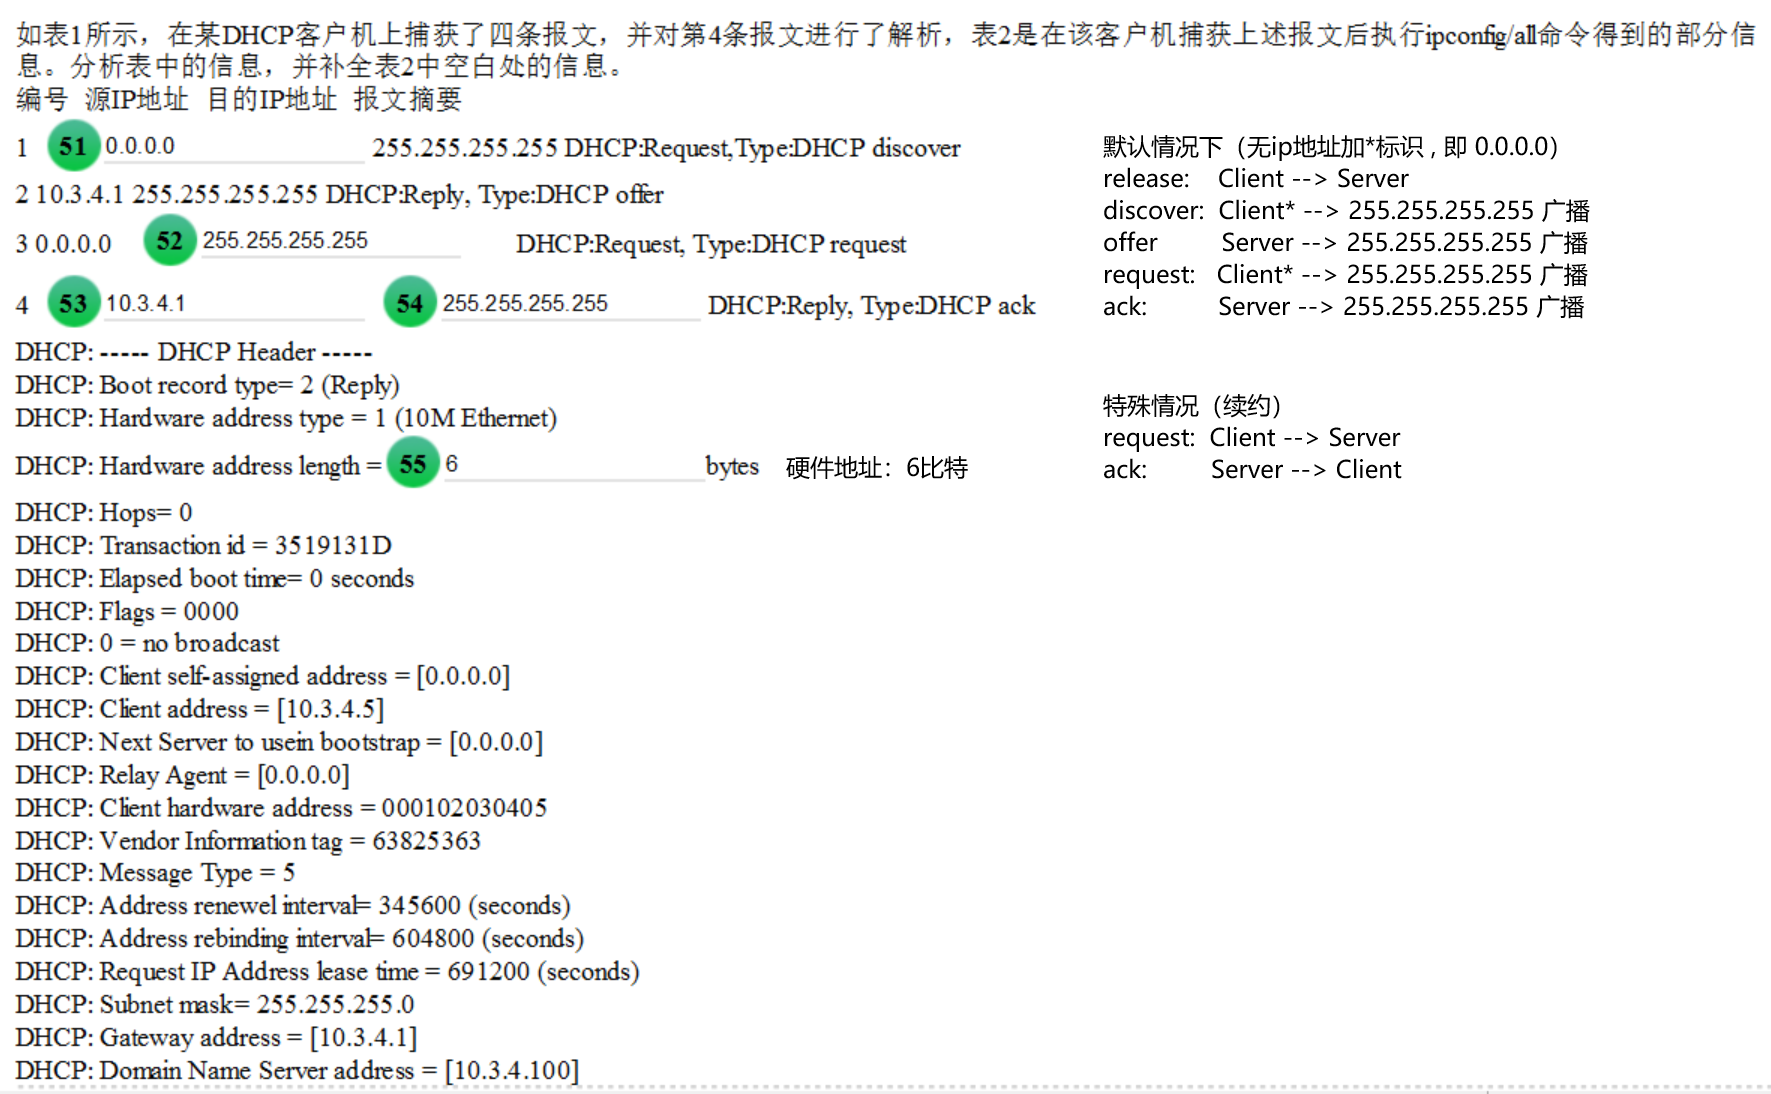 如表1所示，在某DHCP客户机上捕获了四条报文，并对第4条报文进行了解析，表2是在该客户机捕获上述报文后执行ipconfig/all命令得到的部分信
息。分析表中的信息，并补全表2中空白处的信息。
编号 源IP地址 目的IP地址 报文摘要
1 51 0.0.0.0 255.255.255.255 DHCP:Request,Type:DHCP discover
2 10.3.4.1 255.255.255.255 DHCP:Reply, Type:DHCP offer
3 0.0.0.0 52 255.255.255.255 DHCP:Request, Type:DHCP request
4 53 10.3.4.1 54 255.255.255.255 DHCP:Reply, Type:DHCP ack
DHCP: ----- DHCP Header -----
DHCP: Boot record type= 2 (Reply)
DHCP: Hardware address type = 1 (10M Ethernet)
DHCP: Hardware address length = 55 6 bytes 硬件地址：6比特
DHCP: Hops= 0
DHCP: Transaction id = 3519131D
DHCP: Elapsed boot time= 0 seconds
DHCP: Flags = 0000
DHCP: 0 = no broadcast
DHCP: Client self-assigned address = [0.0.0.0]
DHCP: Client address = [10.3.4.5]
DHCP: Next Server to usein bootstrap = [0.0.0.0]
DHCP: Relay Agent = [0.0.0.0]
DHCP: Client hardware address = 000102030405
DHCP: Vendor Information tag = 63825363
DHCP: Message Type = 5
DHCP: Address renewel interval= 345600 (seconds)
DHCP: Address rebinding interval= 604800 (seconds)
DHCP: Request IP Address lease time = 691200 (seconds)
DHCP: Subnet mask= 255.255.255.0
DHCP: Gateway address = [10.3.4.1]
DHCP: Domain Name Server address = [10.3.4.100]
默认情况下（无ip地址加*标识 , 即 0.0.0.0）
release: Client --> Server
discover: Client* --> 255.255.255.255 广播
offer Server --> 255.255.255.255 广播
request: Client* --> 255.255.255.255 广播
ack: Server --> 255.255.255.255 广播
特殊情况（续约）
request: Client --> Server
ack: Server --> Client